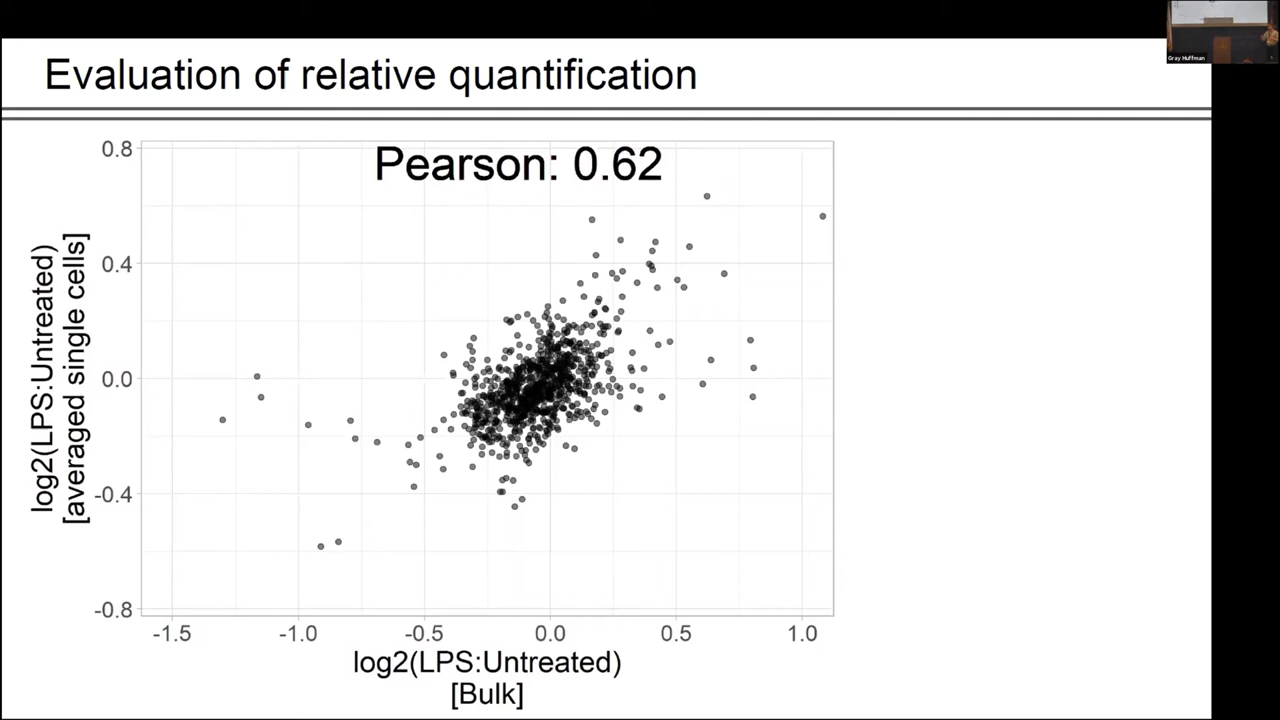 Gray Huffman
Evaluation of relative quantification
Pearson: 0.62
0.8
0.4
0.0
-0.4
-0.8
log2(LPS:Untreated)
[averaged single cells]
-1.5 -1.0 -0.5 0.0 0.5 1.0
log2(LPS:Untreated)
[Bulk]